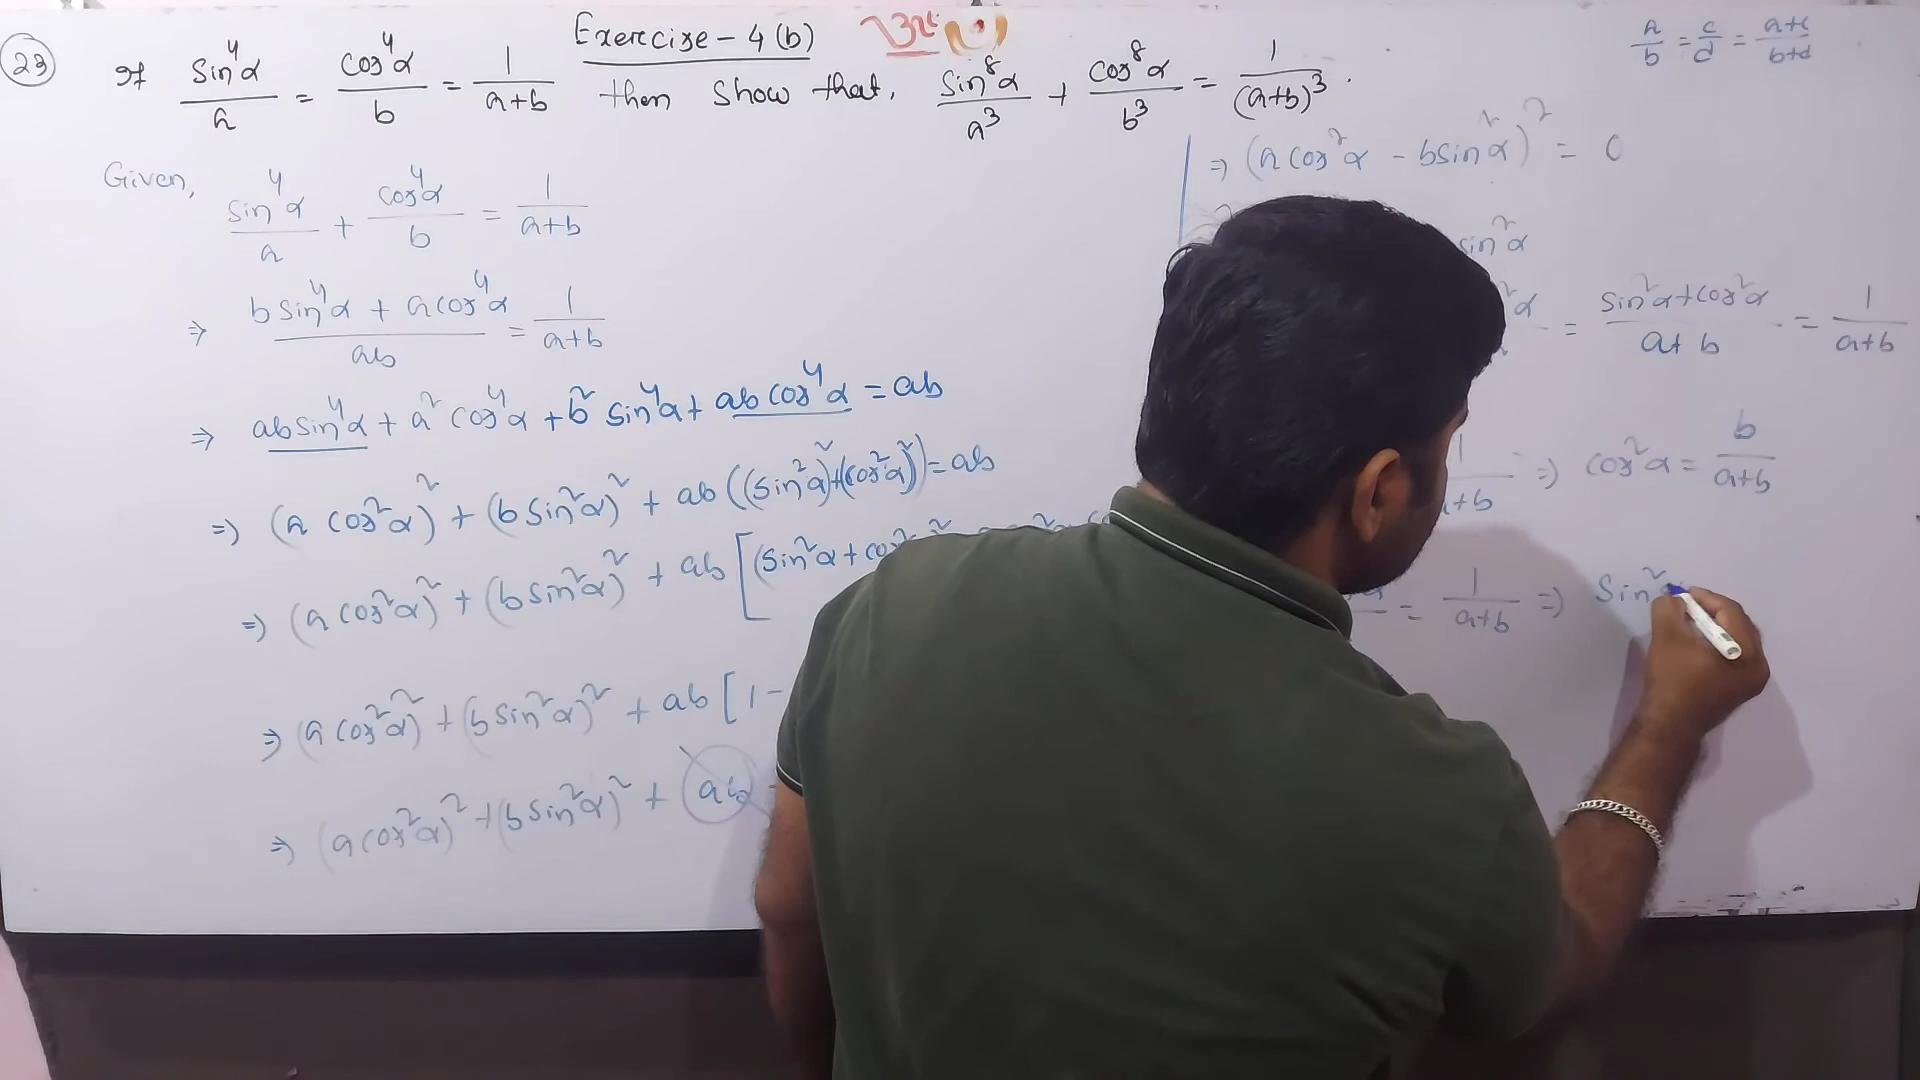 Exercise - 4(b)
(23) If sin⁴α/a = cos⁴α/b = 1/(a+b) then show that, sin⁸α/a³ + cos⁸α/b³ = 1/(a+b)³.
Given, sin⁴α/a + cos⁴α/b = 1/(a+b)
⇒ (b sin⁴α + a cos⁴α)/ab = 1/(a+b)
⇒ ab sin⁴α + a² cos⁴α + b² sin⁴α + ab cos⁴α = ab
⇒ (a cos²α)² + (b sin²α)² + ab((sin²α)²+(cos²α)²) = ab
⇒ (a cos²α)² + (b sin²α)² + ab[(sin²α + cos²
⇒ (a cos²α)² + (b sin²α)² + ab[1 -
⇒ (a cos²α)² + (b sin²α)² + ab -
a/b = c/d = (a+c)/(b+d)
⇒ (a cos²α - b sin²α)² = 0
sin²α
= (sin²α + cos²α)/(a+b) = 1/(a+b)
⇒ cos²α = b/(a+b)
= 1/(a+b) ⇒ sin²